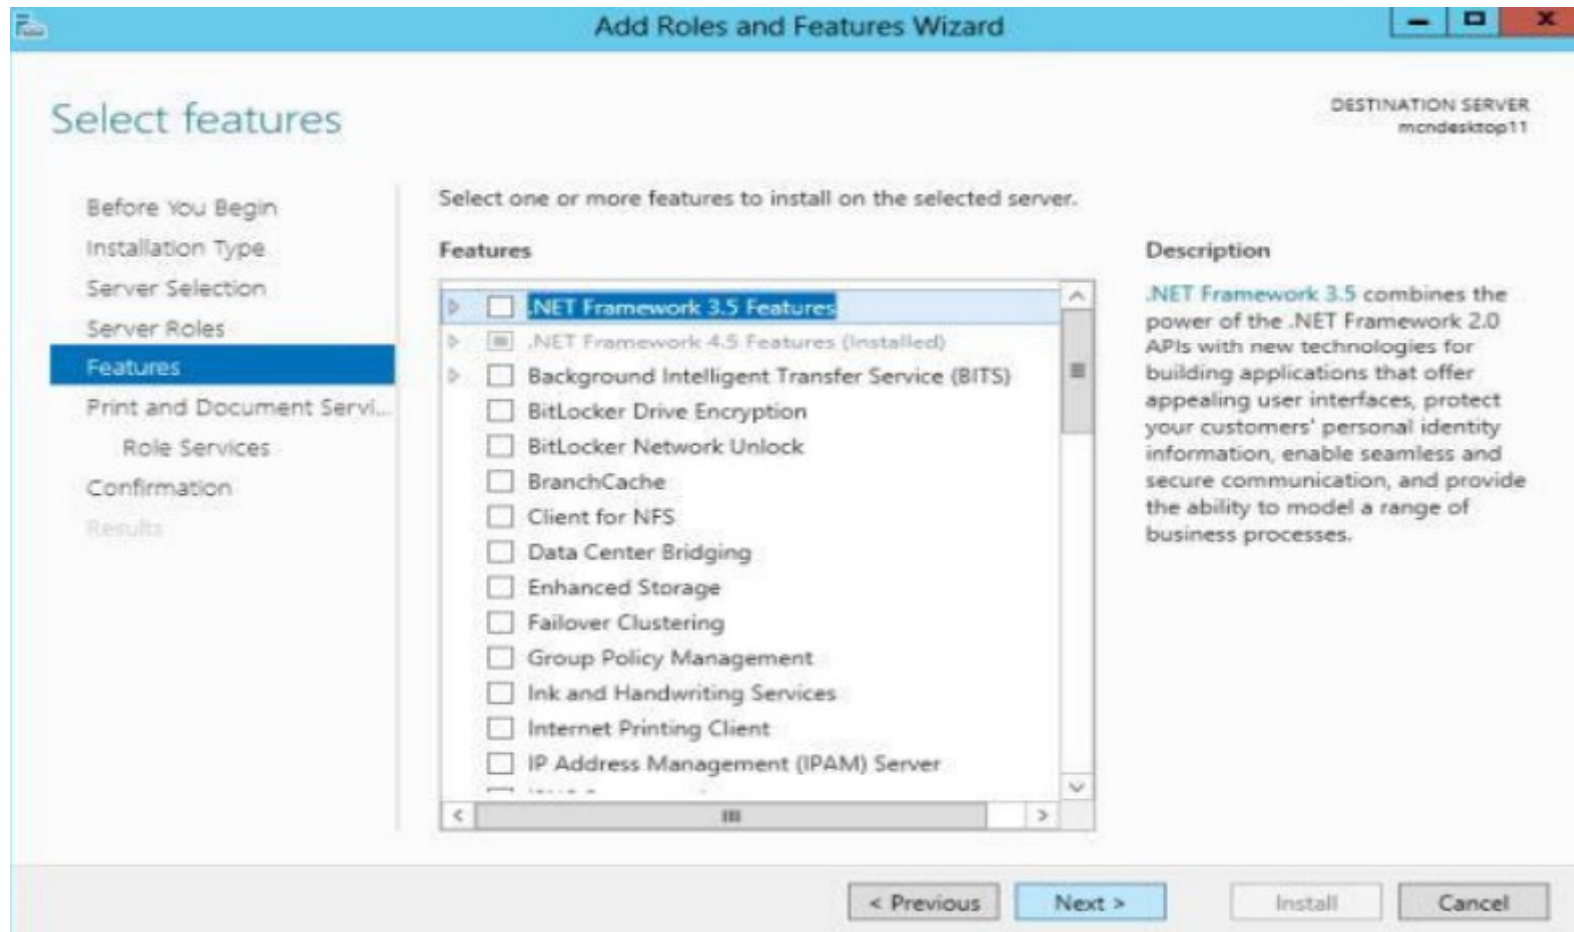 Add Roles and Features Wizard
Select features
DESTINATION SERVER
mcndesktop11
Before You Begin
Installation Type
Server Selection
Server Roles
Features
Print and Document Servi...
Role Services
Confirmation
Results
Select one or more features to install on the selected server.
Features
.NET Framework 3.5 Features
.NET Framework 4.5 Features (Installed)
Background Intelligent Transfer Service (BITS)
BitLocker Drive Encryption
BitLocker Network Unlock
BranchCache
Client for NFS
Data Center Bridging
Enhanced Storage
Failover Clustering
Group Policy Management
Ink and Handwriting Services
Internet Printing Client
IP Address Management (IPAM) Server
Description
.NET Framework 3.5 combines the
power of the .NET Framework 2.0
APIs with new technologies for
building applications that offer
appealing user interfaces, protect
your customers' personal identity
information, enable seamless and
secure communication, and provide
the ability to model a range of
business processes.
< Previous
Next >
Install
Cancel